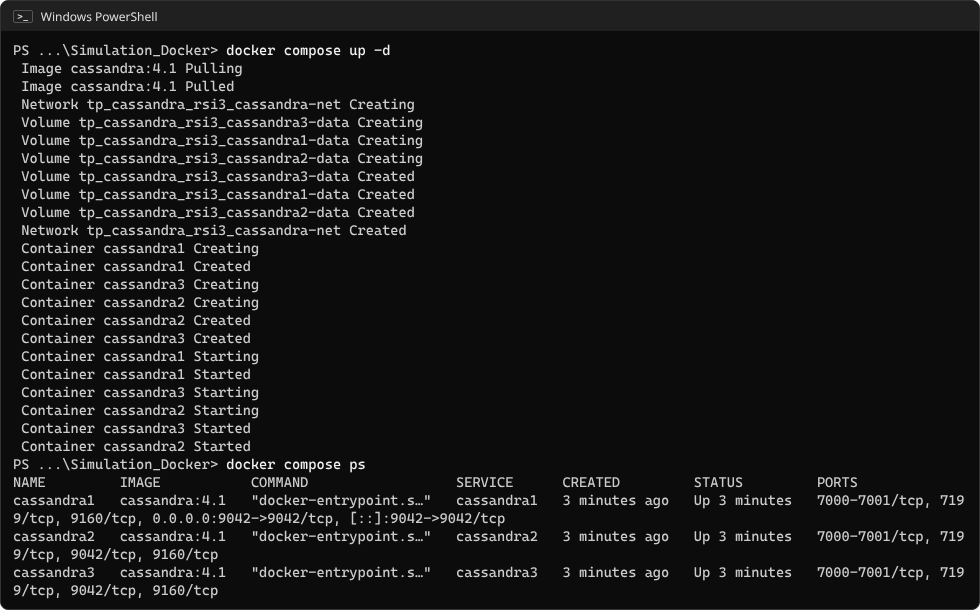 Windows PowerShell
PS ...\Simulation_Docker> docker compose up -d
Image cassandra:4.1 Pulling
Image cassandra:4.1 Pulled
Network tp_cassandra_rsi3_cassandra-net Creating
Volume tp_cassandra_rsi3_cassandra3-data Creating
Volume tp_cassandra_rsi3_cassandra1-data Creating
Volume tp_cassandra_rsi3_cassandra2-data Creating
Volume tp_cassandra_rsi3_cassandra3-data Created
Volume tp_cassandra_rsi3_cassandra1-data Created
Volume tp_cassandra_rsi3_cassandra2-data Created
Network tp_cassandra_rsi3_cassandra-net Created
Container cassandra1 Creating
Container cassandra1 Created
Container cassandra3 Creating
Container cassandra2 Creating
Container cassandra2 Created
Container cassandra3 Created
Container cassandra1 Starting
Container cassandra1 Started
Container cassandra3 Starting
Container cassandra2 Starting
Container cassandra3 Started
Container cassandra2 Started
PS ...\Simulation_Docker> docker compose ps
NAME         IMAGE           COMMAND                  SERVICE      CREATED         STATUS         PORTS
cassandra1   cassandra:4.1   "docker-entrypoint.s…"   cassandra1   3 minutes ago   Up 3 minutes   7000-7001/tcp, 719
9/tcp, 9160/tcp, 0.0.0.0:9042->9042/tcp, [::]:9042->9042/tcp
cassandra2   cassandra:4.1   "docker-entrypoint.s…"   cassandra2   3 minutes ago   Up 3 minutes   7000-7001/tcp, 719
9/tcp, 9042/tcp, 9160/tcp
cassandra3   cassandra:4.1   "docker-entrypoint.s…"   cassandra3   3 minutes ago   Up 3 minutes   7000-7001/tcp, 719
9/tcp, 9042/tcp, 9160/tcp